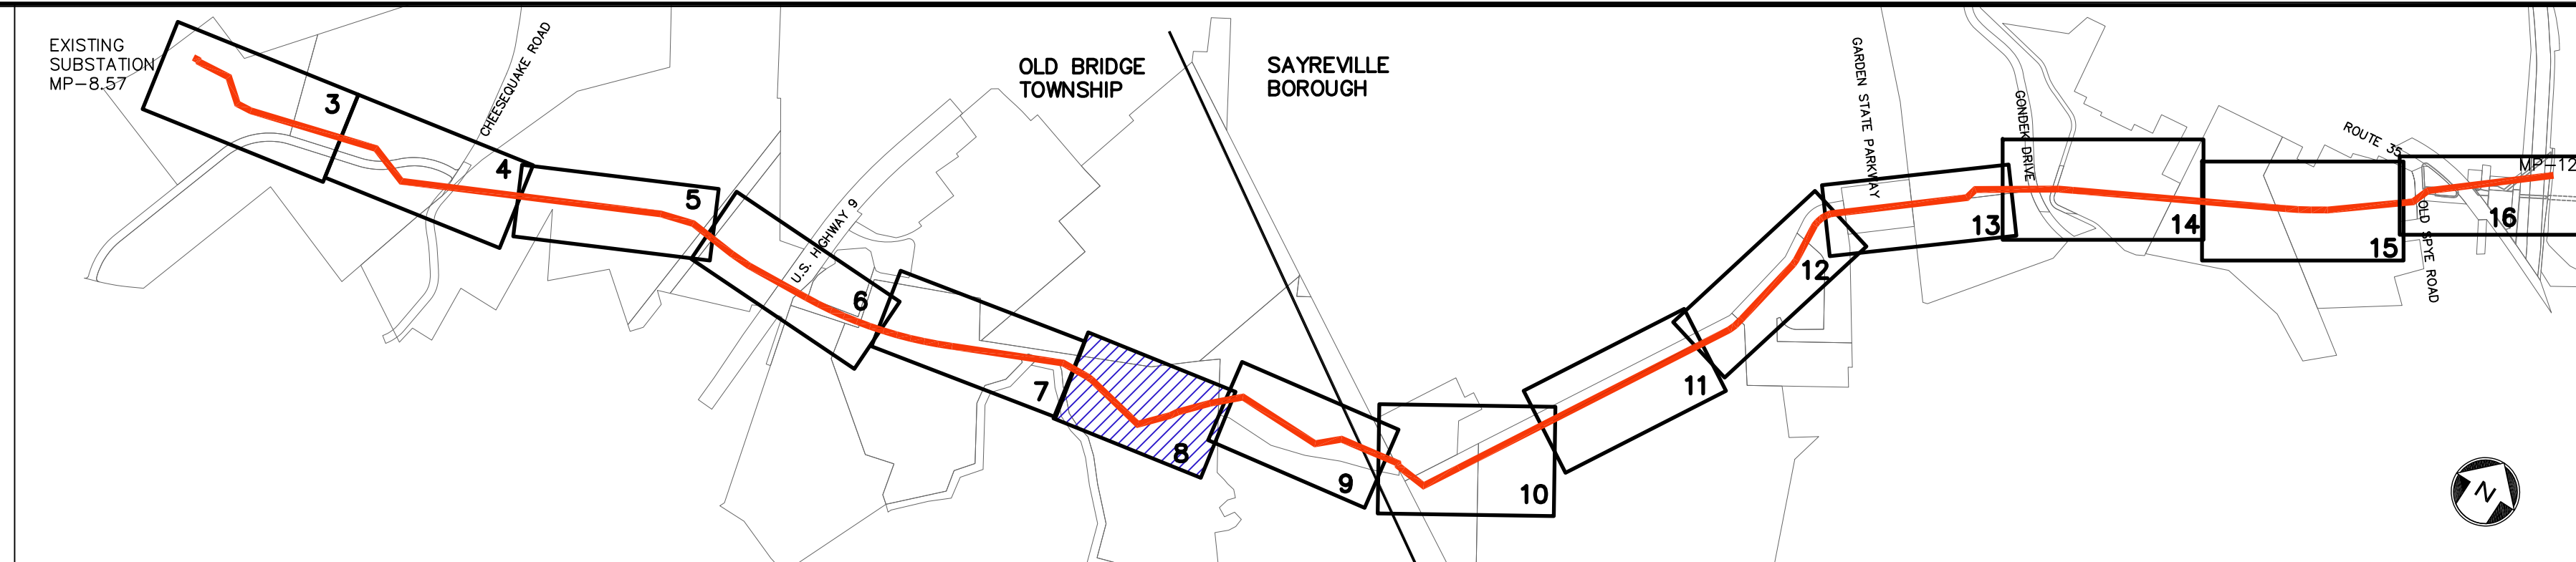 EXISTING
SUBSTATION
MP-8.57
3
CHEESEQUAKE ROAD
4
5
U.S. HIGHWAY 9
6
OLD BRIDGE
TOWNSHIP
SAYREVILLE
BOROUGH
7
8
9
10
11
12
GARDEN STATE PARKWAY
13
GONDEK DRIVE
14
ROUTE 35
15
OLD SPYE ROAD
MP-12
16
N